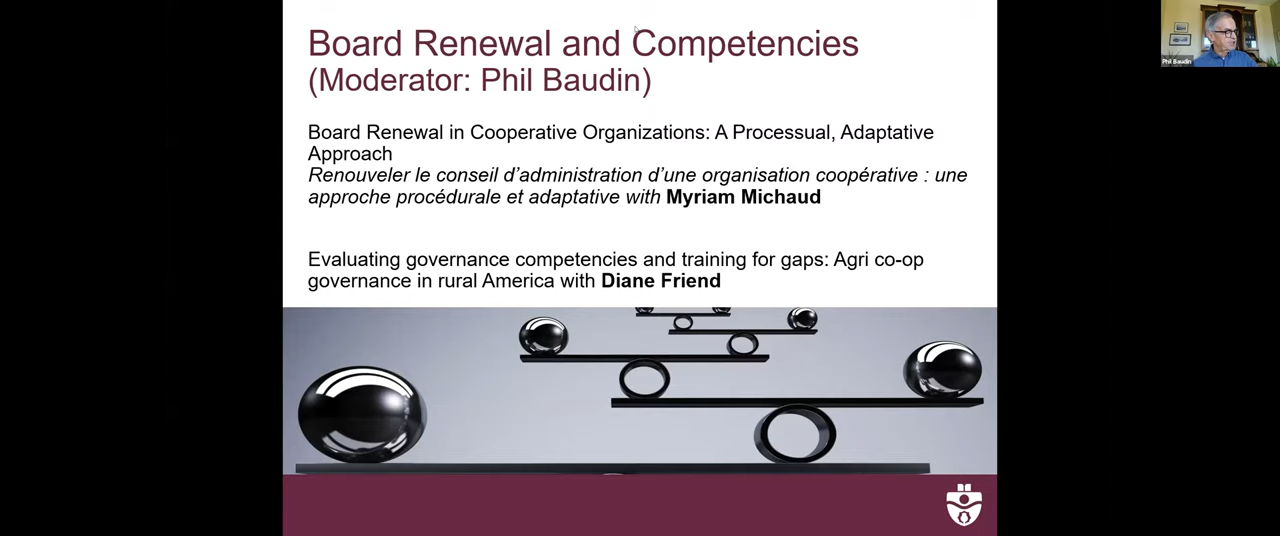 Board Renewal and Competencies
(Moderator: Phil Baudin)
Board Renewal in Cooperative Organizations: A Processual, Adaptative
Approach
Renouveler le conseil d’administration d’une organisation coopérative : une
approche procédurale et adaptative with Myriam Michaud
Evaluating governance competencies and training for gaps: Agri co-op
governance in rural America with Diane Friend
Phil Baudin